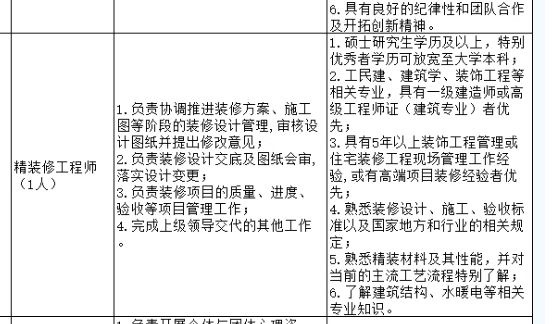 6.具有良好的纪律性和团队合作
及开拓创新精神。
精装修工程师
（1人）
1.负责协调推进装修方案、施工
图等阶段的装修设计管理,审核设
计图纸并提出修改意见；
2.负责装修设计交底及图纸会审,
落实设计变更；
3.负责装修项目的质量、进度、
验收等项目管理工作；
4.完成上级领导交代的其他工作
。
1.硕士研究生学历及以上，特别
优秀者学历可放宽至大学本科；
2.工民建、建筑学、装饰工程等
相关专业，具有一级建造师或高
级工程师证（建筑专业）者优
先；
3.具有5年以上装饰工程管理或
住宅装修工程现场管理工作经
验,或有高端项目装修经验者优
先；
4.熟悉装修设计、施工、验收标
准以及国家地方和行业的相关规
定；
5.熟悉精装材料及其性能，并对
当前的主流工艺流程特别了解；
6.了解建筑结构、水暖电等相关
专业知识。
1.负责开展个体与团体心理咨